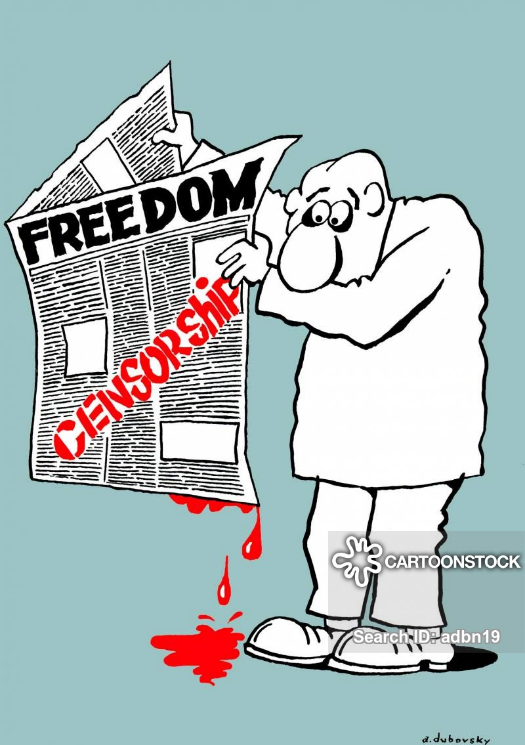 FREEDOM
CENSORShiP
CARTOONSTOCK
Search ID: adbn19
d.dubovsky